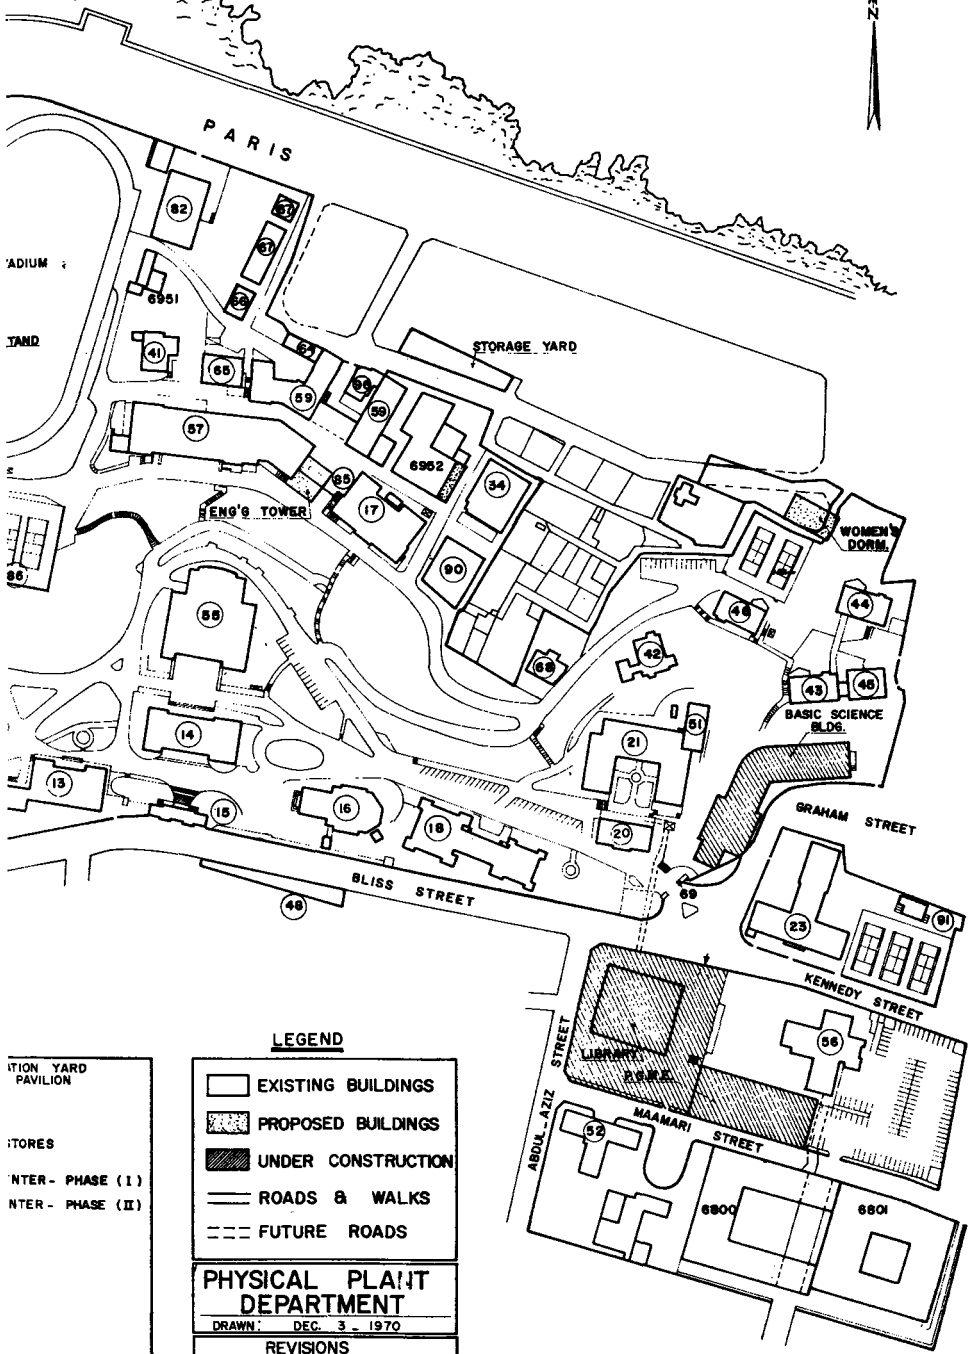 N
PARIS
82
67
67
66
6951
ADIUM
TAND
41
65
64
59
96
59
STORAGE YARD
57
85
6952
17
34
ENG'G TOWER
90
86
55
WOMEN'S
DORM.
46
44
42
68
43
45
BASIC SCIENCE
BLDG.
51
21
14
13
15
16
18
20
GRAHAM STREET
BLISS STREET
48
69
23
91
KENNEDY STREET
56
LIBRARY
P.G.M.E.
ABDUL-AZIZ STREET
MAAMARI STREET
52
6800
6801
LEGEND
EXISTING BUILDINGS
PROPOSED BUILDINGS
UNDER CONSTRUCTION
ROADS & WALKS
FUTURE ROADS
ATION YARD
PAVILION
STORES
NTER - PHASE (I)
NTER - PHASE (II)
PHYSICAL PLANT
DEPARTMENT
DRAWN: DEC. 3 - 1970
REVISIONS